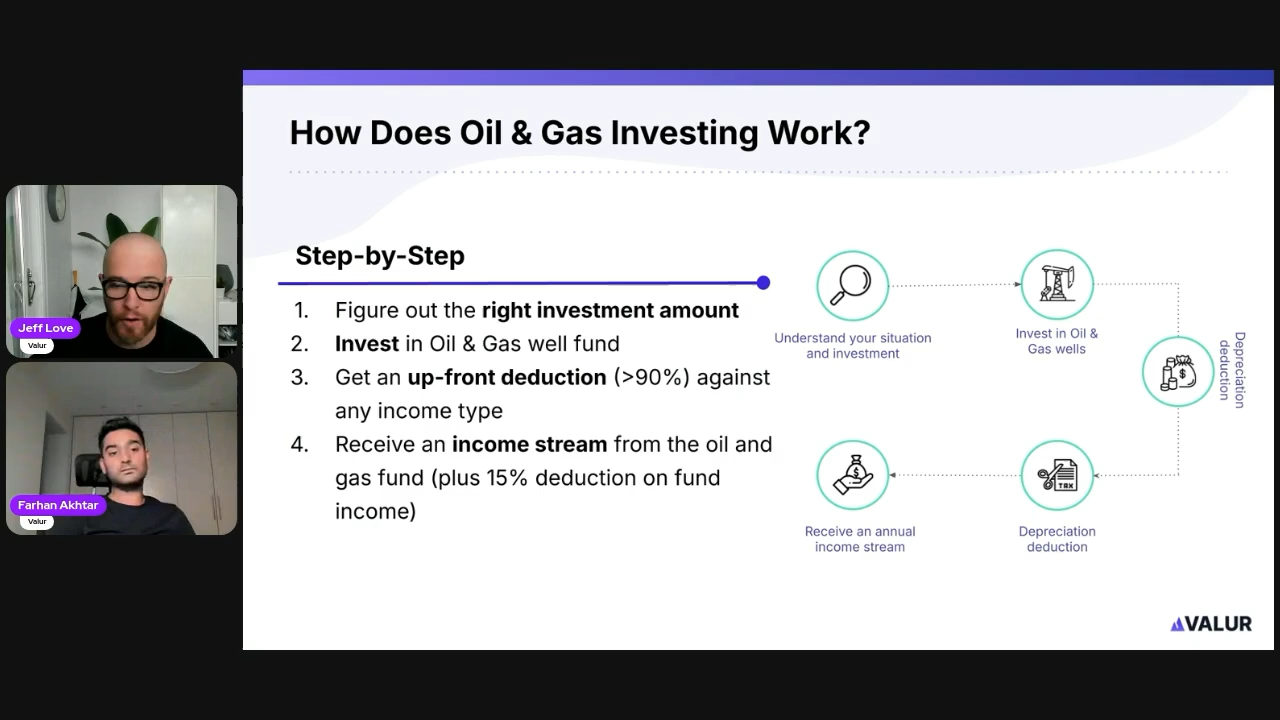 How Does Oil & Gas Investing Work?
Step-by-Step
1. Figure out the right investment amount
2. Invest in Oil & Gas well fund
3. Get an up-front deduction (>90%) against
any income type
4. Receive an income stream from the oil and
gas fund (plus 15% deduction on fund
income)
Understand your situation
and investment
Invest in Oil &
Gas wells
Depreciation
deduction
TAX
Depreciation
deduction
Receive an annual
income stream
VALUR
Jeff Love
Valur
Farhan Akhtar
Valur